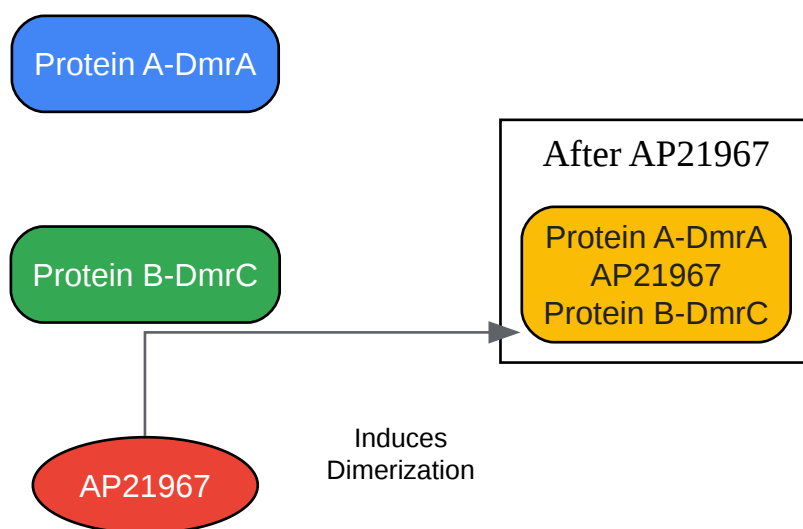 Protein A-DmrA
After AP21967
Protein A-DmrA
AP21967
Protein B-DmrC
Protein B-DmrC
Induces
Dimerization
AP21967